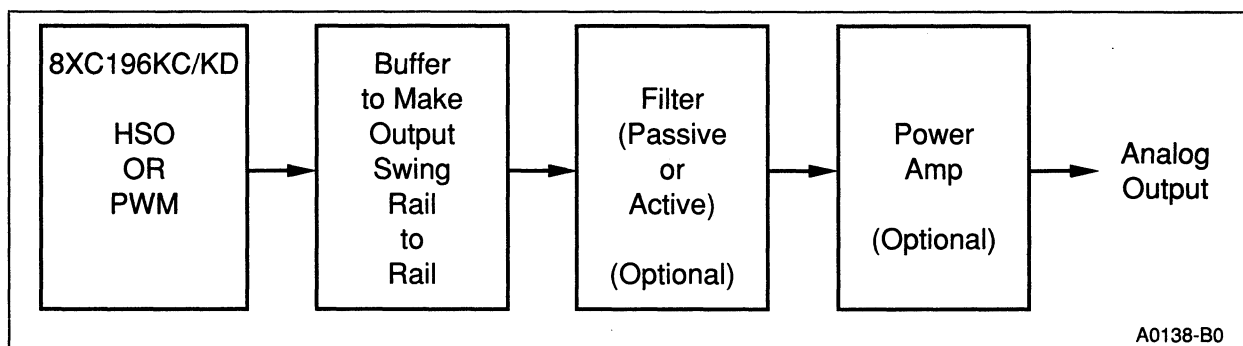 8XC196KC/KD
HSO
OR
PWM
Buffer
to Make
Output
Swing
Rail
to
Rail
Filter
(Passive
or
Active)
(Optional)
Power
Amp
(Optional)
Analog
Output
A0138-B0